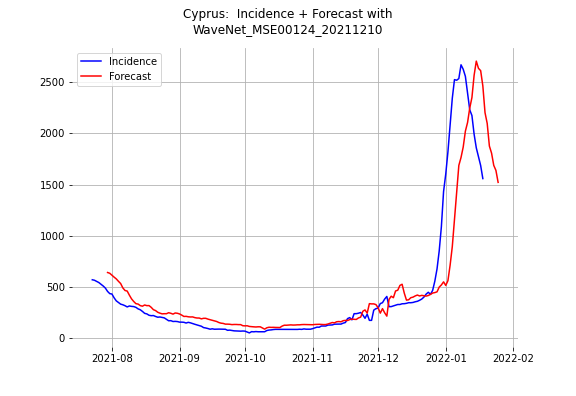 Cyprus:  Incidence + Forecast with
WaveNet_MSE00124_20211210
Incidence
Forecast
2500
2000
1500
1000
500
0
2021-08 2021-09 2021-10 2021-11 2021-12 2022-01 2022-02